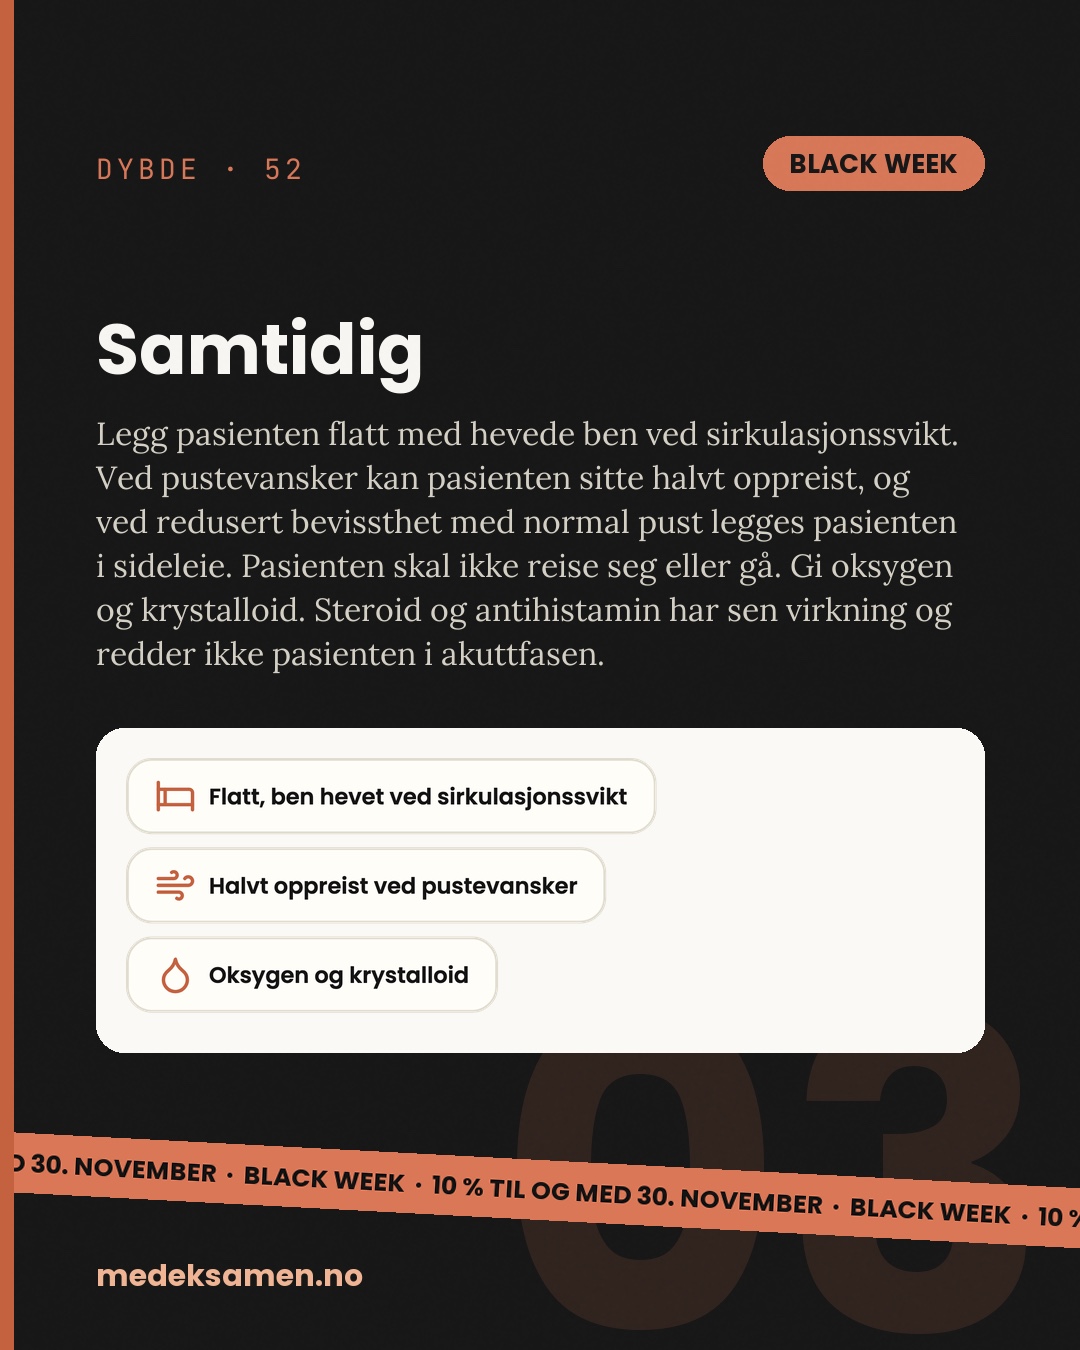 DYBDE · 52
BLACK WEEK
Samtidig
Legg pasienten flatt med hevede ben ved sirkulasjonssvikt.
Ved pustevansker kan pasienten sitte halvt oppreist, og
ved redusert bevissthet med normal pust legges pasienten
i sideleie. Pasienten skal ikke reise seg eller gå. Gi oksygen
og krystalloid. Steroid og antihistamin har sen virkning og
redder ikke pasienten i akuttfasen.
Flatt, ben hevet ved sirkulasjonssvikt
Halvt oppreist ved pustevansker
Oksygen og krystalloid
03
D 30. NOVEMBER · BLACK WEEK · 10 % TIL OG MED 30. NOVEMBER · BLACK WEEK · 10 %
medeksamen.no